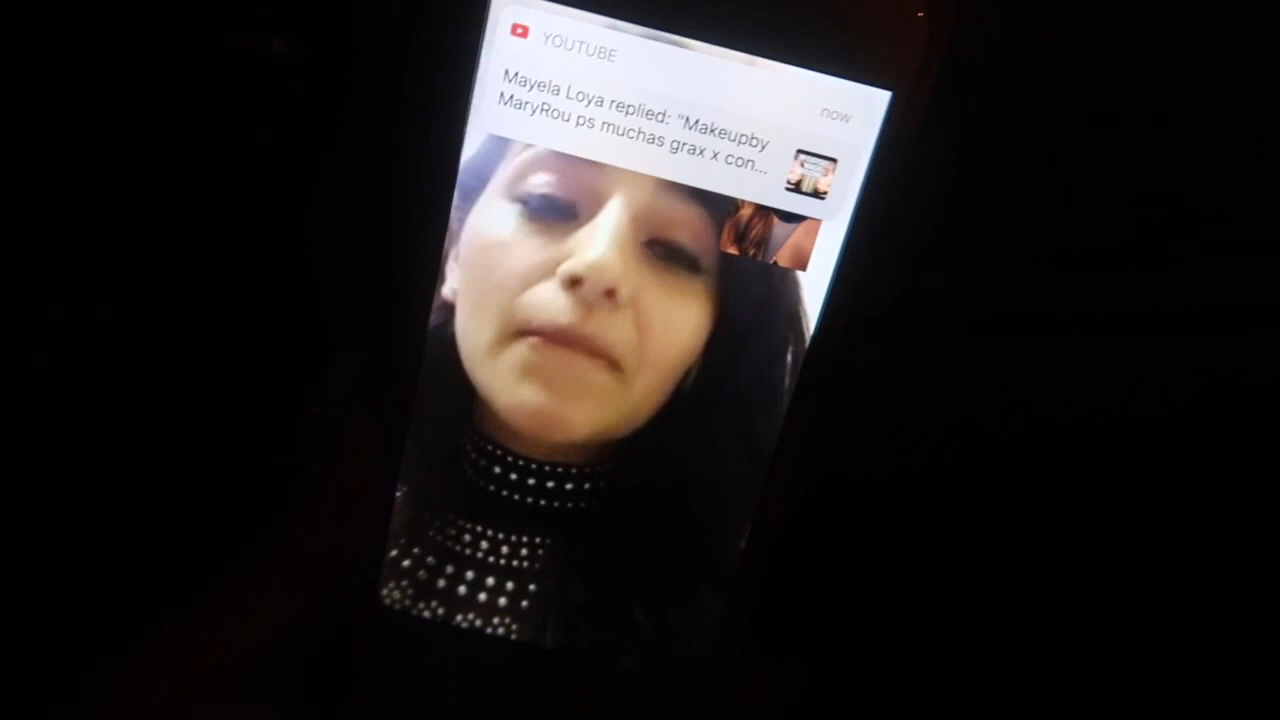 YOUTUBE
now
Mayela Loya replied: "Makeupby
MaryRou ps muchas grax x con...